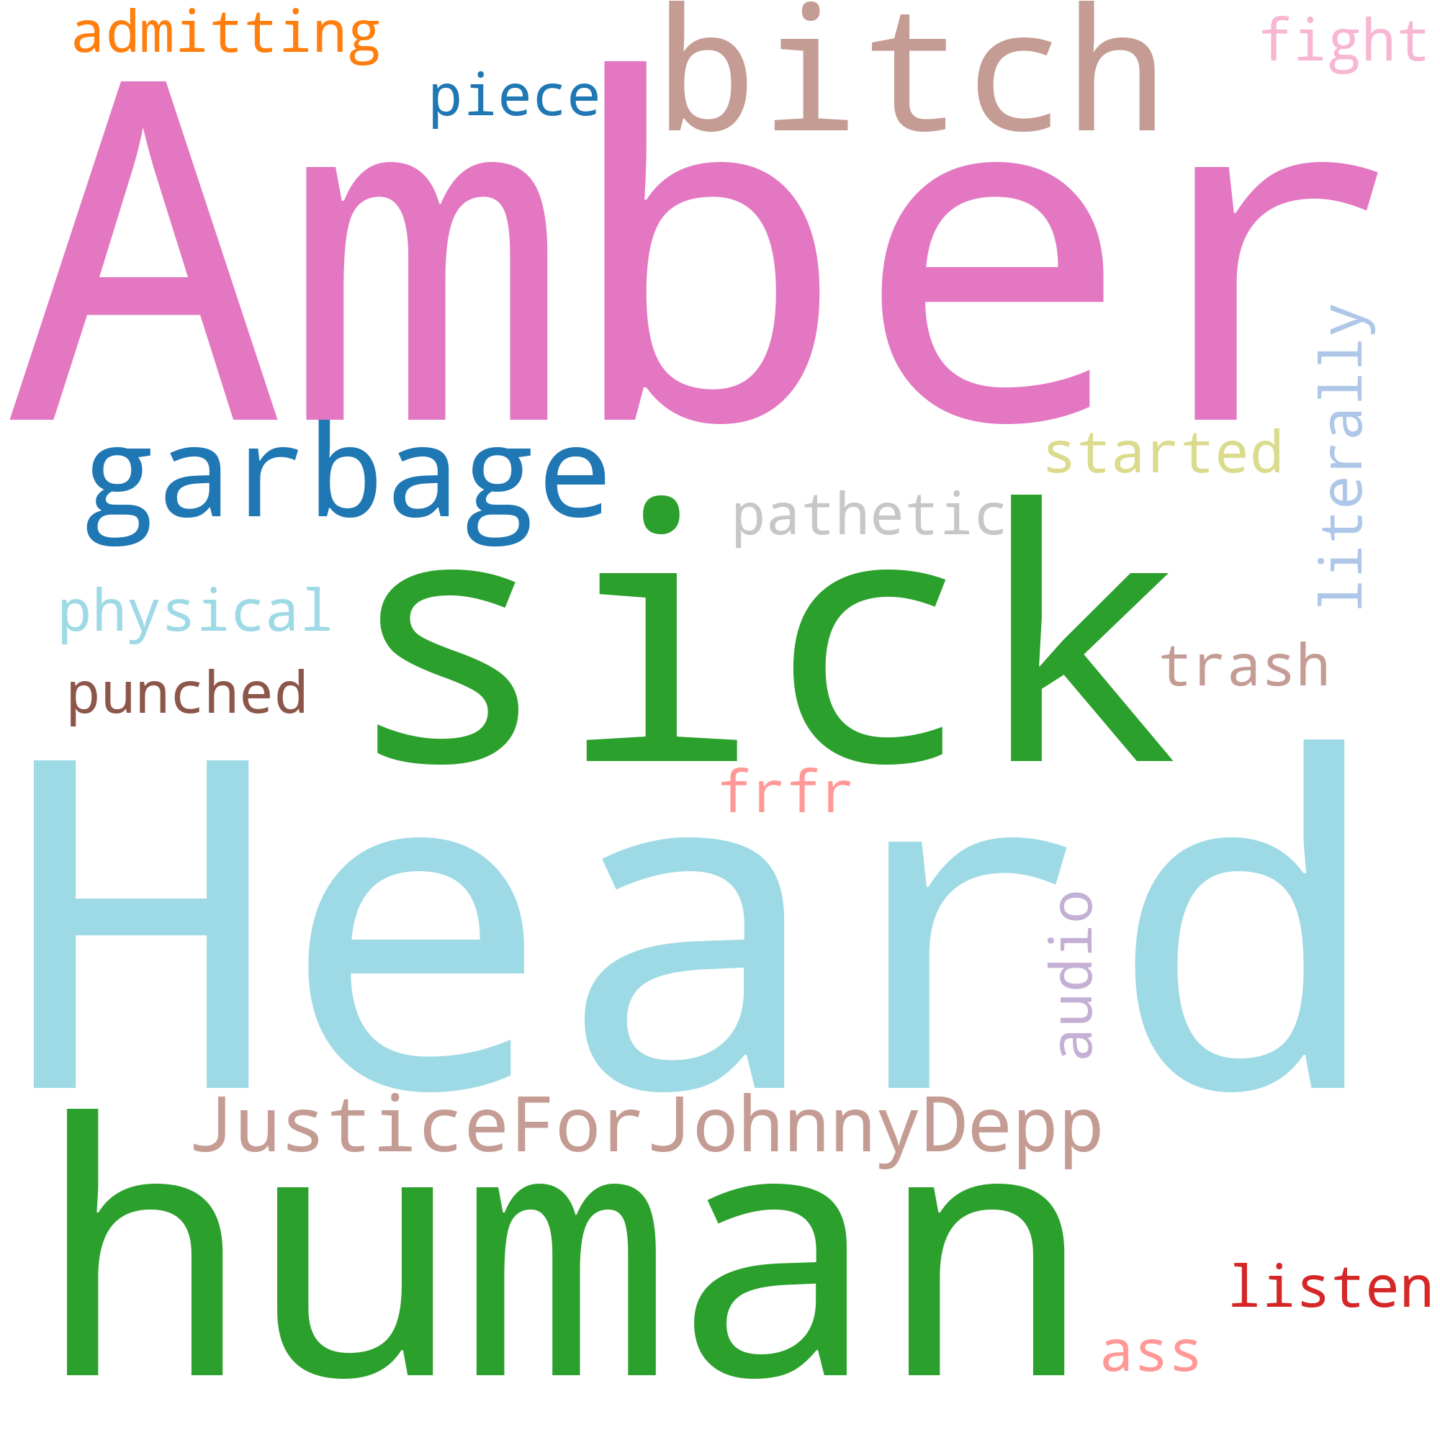 admitting
bitch
fight
piece
Amber
literally
garbage
started
pathetic
sick
physical
trash
punched
Heard
frfr
audio
JusticeForJohnnyDepp
human
listen
ass